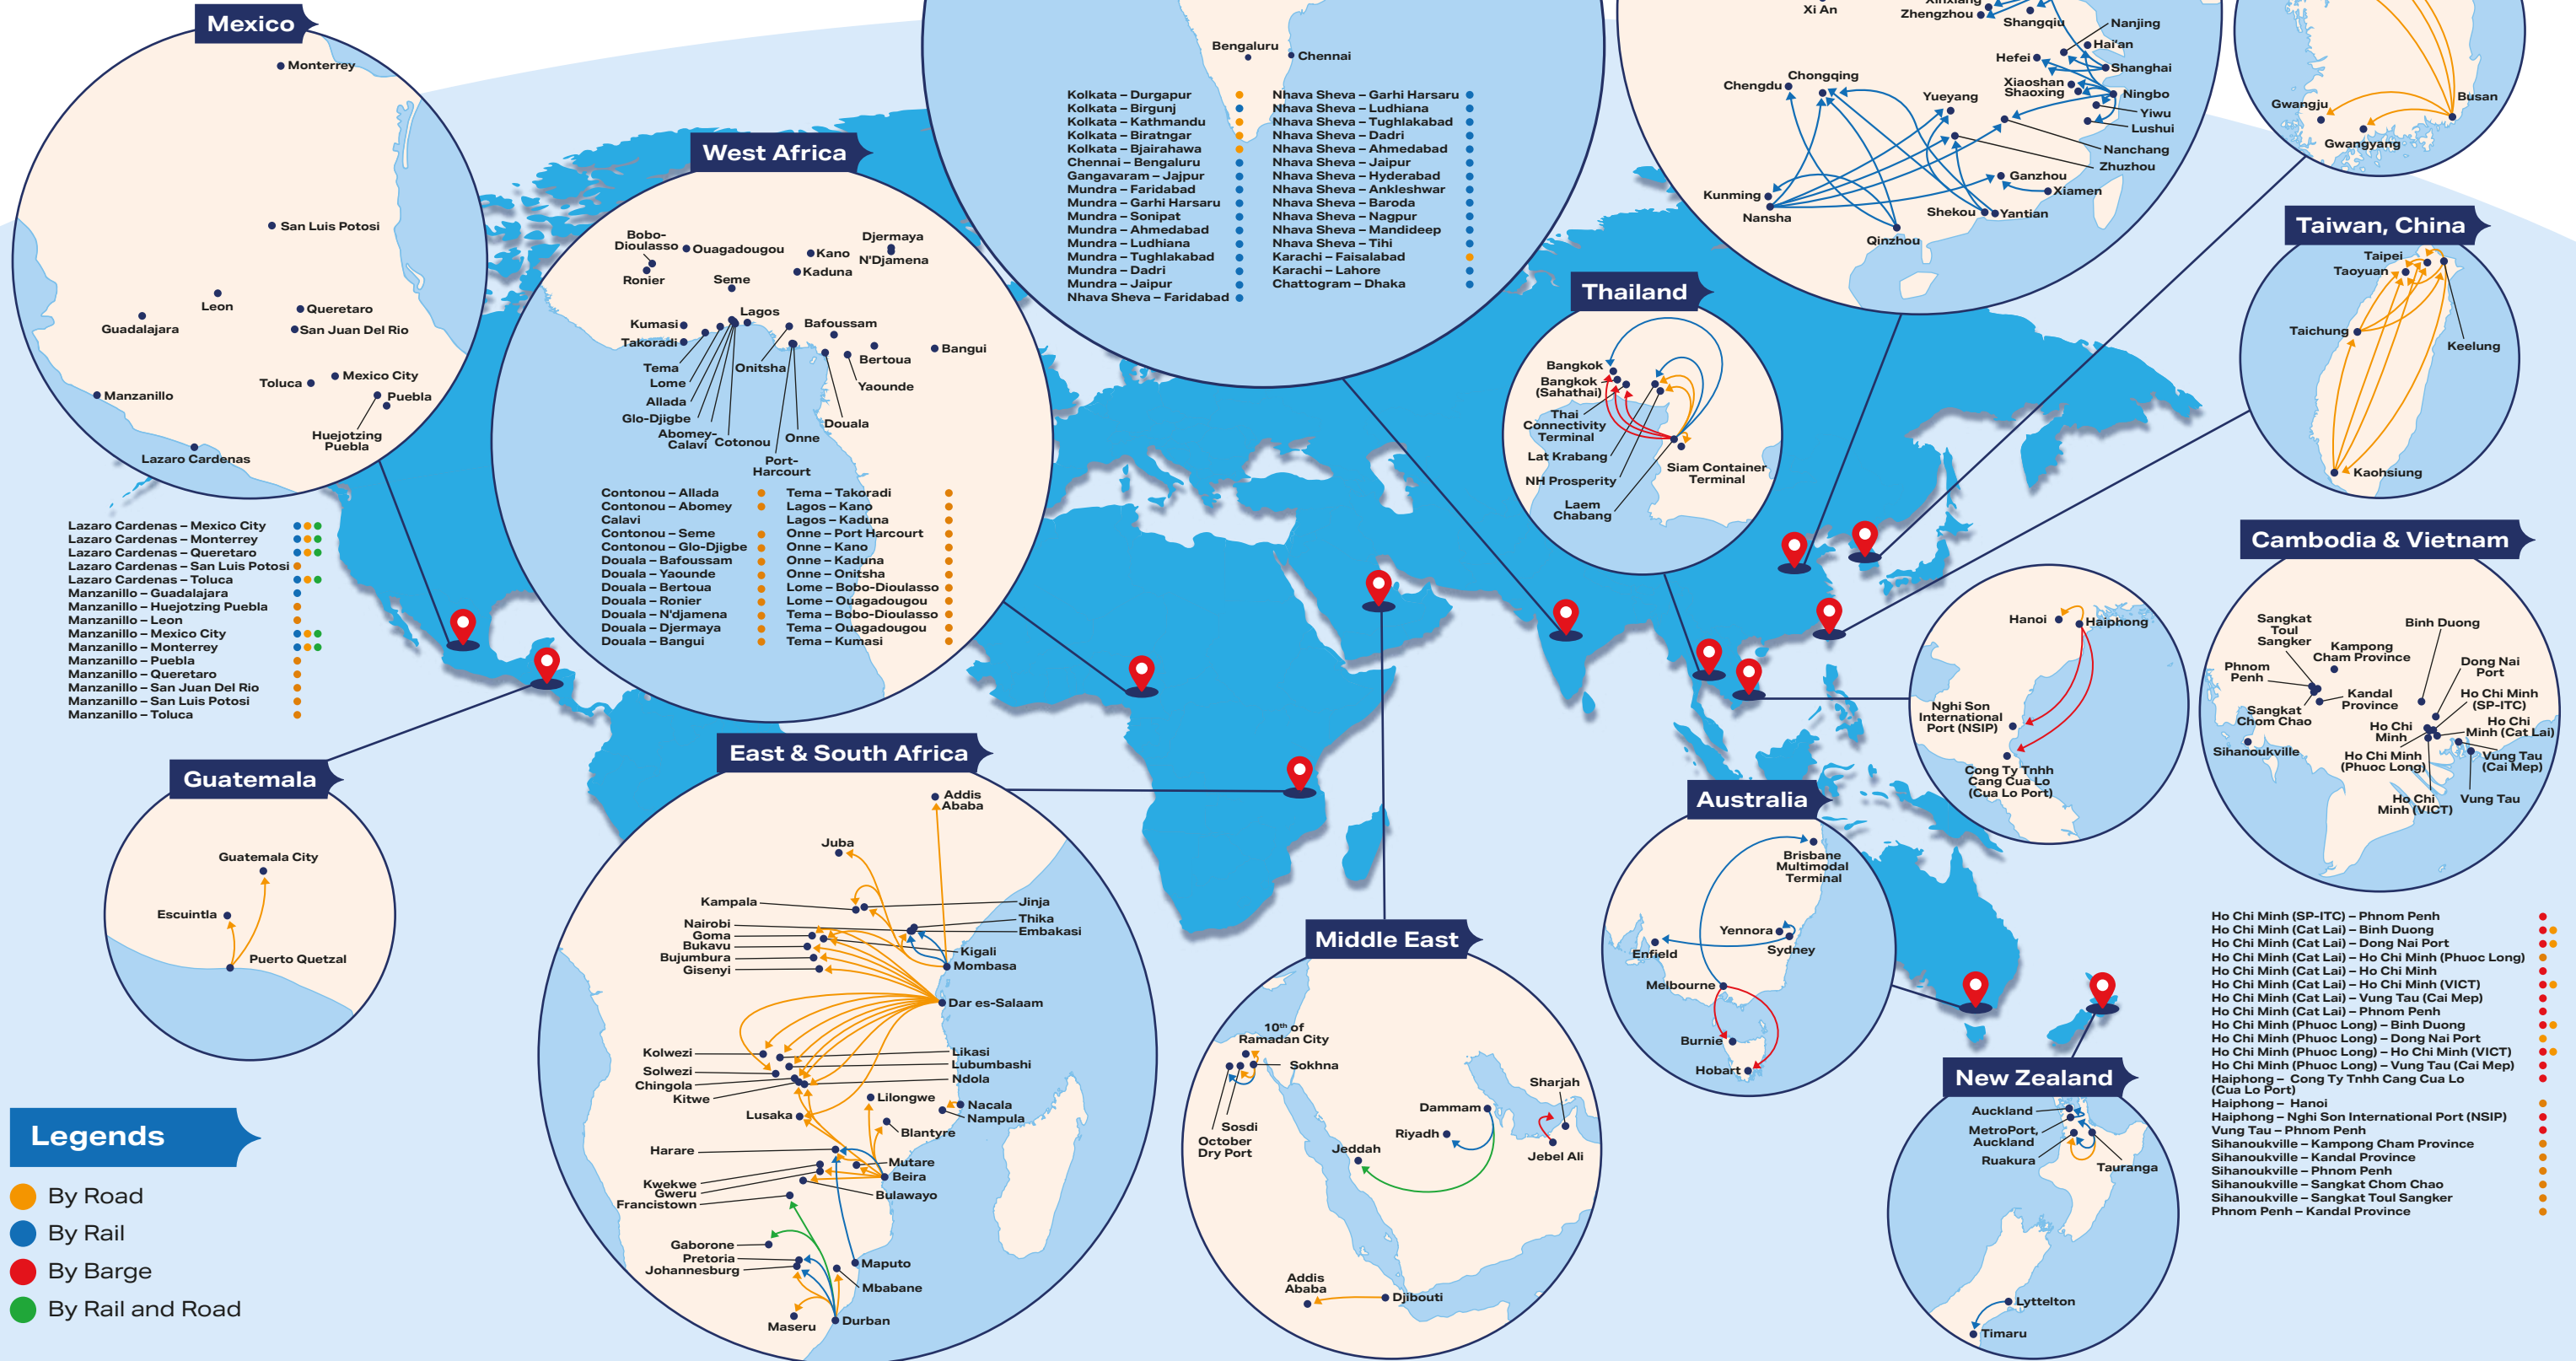 Mexico
Monterrey
San Luis Potosi
Leon
Queretaro
Guadalajara
San Juan Del Rio
Mexico City
Toluca
Manzanillo
Puebla
Huejotzing
Puebla
Lazaro Cardenas
Lazaro Cardenas – Mexico City
Lazaro Cardenas – Monterrey
Lazaro Cardenas – Queretaro
Lazaro Cardenas – San Luis Potosi
Lazaro Cardenas – Toluca
Manzanillo – Guadalajara
Manzanillo – Huejotzing Puebla
Manzanillo – Leon
Manzanillo – Mexico City
Manzanillo – Monterrey
Manzanillo – Puebla
Manzanillo – Queretaro
Manzanillo – San Juan Del Rio
Manzanillo – San Luis Potosi
Manzanillo – Toluca
West Africa
Bobo-
Dioulasso
Ouagadougou
Ronier
Kano
Kaduna
Djermaya
N'Djamena
Seme
Lagos
Kumasi
Takoradi
Bafoussam
Bertoua
Bangui
Tema
Lome
Onitsha
Yaounde
Allada
Glo-Djigbe
Abomey-
Calavi
Cotonou
Onne
Douala
Port-
Harcourt
Contonou – Allada
Contonou – Abomey
Calavi
Contonou – Seme
Contonou – Glo-Djigbe
Douala – Bafoussam
Douala – Yaounde
Douala – Bertoua
Douala – Ronier
Douala – N'djamena
Douala – Djermaya
Douala – Bangui
Tema – Takoradi
Lagos – Kano
Lagos – Kaduna
Onne – Port Harcourt
Onne – Kano
Onne – Kaduna
Onne – Onitsha
Lome – Bobo-Dioulasso
Lome – Ouagadougou
Tema – Bobo-Dioulasso
Tema – Ouagadougou
Tema – Kumasi
Bengaluru
Chennai
Kolkata – Durgapur
Kolkata – Birgunj
Kolkata – Kathmandu
Kolkata – Biratngar
Kolkata – Bjairahawa
Chennai – Bengaluru
Gangavaram – Jajpur
Mundra – Faridabad
Mundra – Garhi Harsaru
Mundra – Sonipat
Mundra – Ahmedabad
Mundra – Ludhiana
Mundra – Tughlakabad
Mundra – Dadri
Mundra – Jaipur
Nhava Sheva – Faridabad
Nhava Sheva – Garhi Harsaru
Nhava Sheva – Ludhiana
Nhava Sheva – Tughlakabad
Nhava Sheva – Dadri
Nhava Sheva – Ahmedabad
Nhava Sheva – Jaipur
Nhava Sheva – Hyderabad
Nhava Sheva – Ankleshwar
Nhava Sheva – Baroda
Nhava Sheva – Nagpur
Nhava Sheva – Mandideep
Nhava Sheva – Tihi
Karachi – Faisalabad
Karachi – Lahore
Chattogram – Dhaka
Xi An
Xinxiang
Zhengzhou
Shangqiu
Nanjing
Hai'an
Hefei
Shanghai
Chongqing
Chengdu
Xiaoshan
Shaoxing
Ningbo
Yueyang
Yiwu
Lushui
Nanchang
Zhuzhou
Ganzhou
Xiamen
Kunming
Nansha
Shekou
Yantian
Qinzhou
Busan
Gwangju
Gwangyang
Taiwan, China
Taipei
Taoyuan
Taichung
Keelung
Kaohsiung
Thailand
Bangkok
Bangkok
(Sahathai)
Thai
Connectivity
Terminal
Lat Krabang
NH Prosperity
Laem
Chabang
Siam Container
Terminal
Cambodia & Vietnam
Hanoi
Haiphong
Nghi Son
International
Port (NSIP)
Cong Ty Tnhh
Cang Cua Lo
(Cua Lo Port)
Sangkat
Toul
Sangker
Kampong
Cham Province
Binh Duong
Phnom
Penh
Dong Nai
Port
Kandal
Province
Ho Chi Minh
(SP-ITC)
Sangkat
Chom Chao
Ho Chi
Minh
Ho Chi
Minh (Cat Lai)
Sihanoukville
Ho Chi Minh
(Phuoc Long)
Vung Tau
(Cai Mep)
Ho Chi
Minh (VICT)
Vung Tau
Ho Chi Minh (SP-ITC) – Phnom Penh
Ho Chi Minh (Cat Lai) – Binh Duong
Ho Chi Minh (Cat Lai) – Dong Nai Port
Ho Chi Minh (Cat Lai) – Ho Chi Minh (Phuoc Long)
Ho Chi Minh (Cat Lai) – Ho Chi Minh
Ho Chi Minh (Cat Lai) – Ho Chi Minh (VICT)
Ho Chi Minh (Cat Lai) – Vung Tau (Cai Mep)
Ho Chi Minh (Cat Lai) – Phnom Penh
Ho Chi Minh (Phuoc Long) – Binh Duong
Ho Chi Minh (Phuoc Long) – Dong Nai Port
Ho Chi Minh (Phuoc Long) – Ho Chi Minh (VICT)
Ho Chi Minh (Phuoc Long) – Vung Tau (Cai Mep)
Haiphong – Cong Ty Tnhh Cang Cua Lo
(Cua Lo Port)
Haiphong – Hanoi
Haiphong – Nghi Son International Port (NSIP)
Vung Tau – Phnom Penh
Sihanoukville – Kampong Cham Province
Sihanoukville – Kandal Province
Sihanoukville – Phnom Penh
Sihanoukville – Sangkat Chom Chao
Sihanoukville – Sangkat Toul Sangker
Phnom Penh – Kandal Province
Guatemala
Guatemala City
Escuintla
Puerto Quetzal
East & South Africa
Addis
Ababa
Juba
Kampala
Jinja
Nairobi
Thika
Goma
Embakasi
Bukavu
Kigali
Bujumbura
Mombasa
Gisenyi
Dar es-Salaam
Kolwezi
Likasi
Solwezi
Lubumbashi
Chingola
Ndola
Kitwe
Lilongwe
Nacala
Lusaka
Nampula
Blantyre
Harare
Mutare
Beira
Kwekwe
Gweru
Bulawayo
Francistown
Gaborone
Pretoria
Maputo
Johannesburg
Mbabane
Maseru
Durban
Middle East
10th of
Ramadan City
Sokhna
Sosdi
October
Dry Port
Dammam
Sharjah
Riyadh
Jeddah
Jebel Ali
Addis
Ababa
Djibouti
Australia
Brisbane
Multimodal
Terminal
Yennora
Sydney
Enfield
Melbourne
Burnie
Hobart
New Zealand
Auckland
MetroPort,
Auckland
Ruakura
Tauranga
Lyttelton
Timaru
Legends
By Road
By Rail
By Barge
By Rail and Road